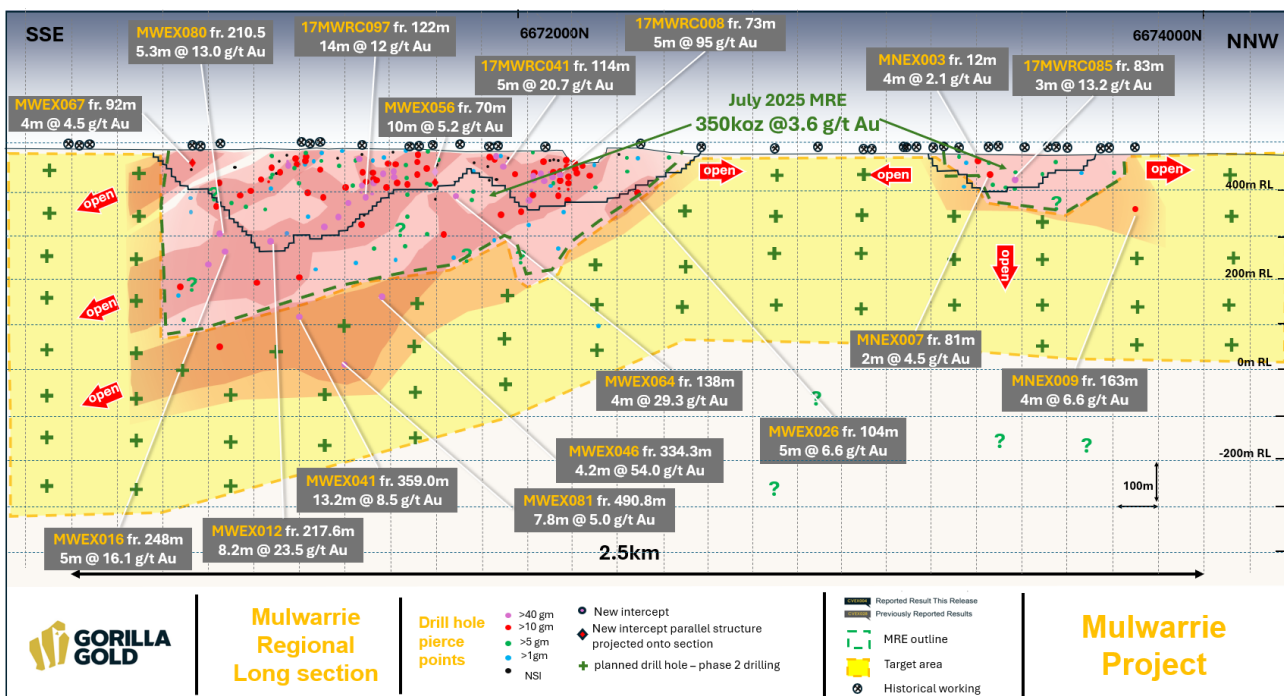 SSE
MWEX080 fr. 210.5
5.3m @ 13.0 g/t Au
17MWRC097 fr. 122m
14m @ 12 g/t Au
6672000N
17MWRC008 fr. 73m
5m @ 95 g/t Au
6674000N
NNW
17MWRC041 fr. 114m
5m @ 20.7 g/t Au
MNEX003 fr. 12m
4m @ 2.1 g/t Au
17MWRC085 fr. 83m
3m @ 13.2 g/t Au
MWEX067 fr. 92m
4m @ 4.5 g/t Au
MWEX056 fr. 70m
10m @ 5.2 g/t Au
July 2025 MRE
350koz @3.6 g/t Au
open
open
open
open
400m RL
?
?
?
open
200m RL
?
open
MNEX007 fr. 81m
2m @ 4.5 g/t Au
0m RL
MWEX064 fr. 138m
4m @ 29.3 g/t Au
MNEX009 fr. 163m
4m @ 6.6 g/t Au
open
?
MWEX026 fr. 104m
5m @ 6.6 g/t Au
?
?
MWEX046 fr. 334.3m
4.2m @ 54.0 g/t Au
-200m RL
MWEX041 fr. 359.0m
13.2m @ 8.5 g/t Au
?
100m
MWEX081 fr. 490.8m
7.8m @ 5.0 g/t Au
MWEX016 fr. 248m
5m @ 16.1 g/t Au
MWEX012 fr. 217.6m
8.2m @ 23.5 g/t Au
2.5km
GORILLA
GOLD
Mulwarrie
Regional
Long section
Drill hole
pierce
points
>40 gm
>10 gm
>5 gm
>1gm
NSI
New intercept
New intercept parallel structure
projected onto section
planned drill hole – phase 2 drilling
Reported Result This Release
Previously Reported Results
MRE outline
Target area
Historical working
Mulwarrie
Project